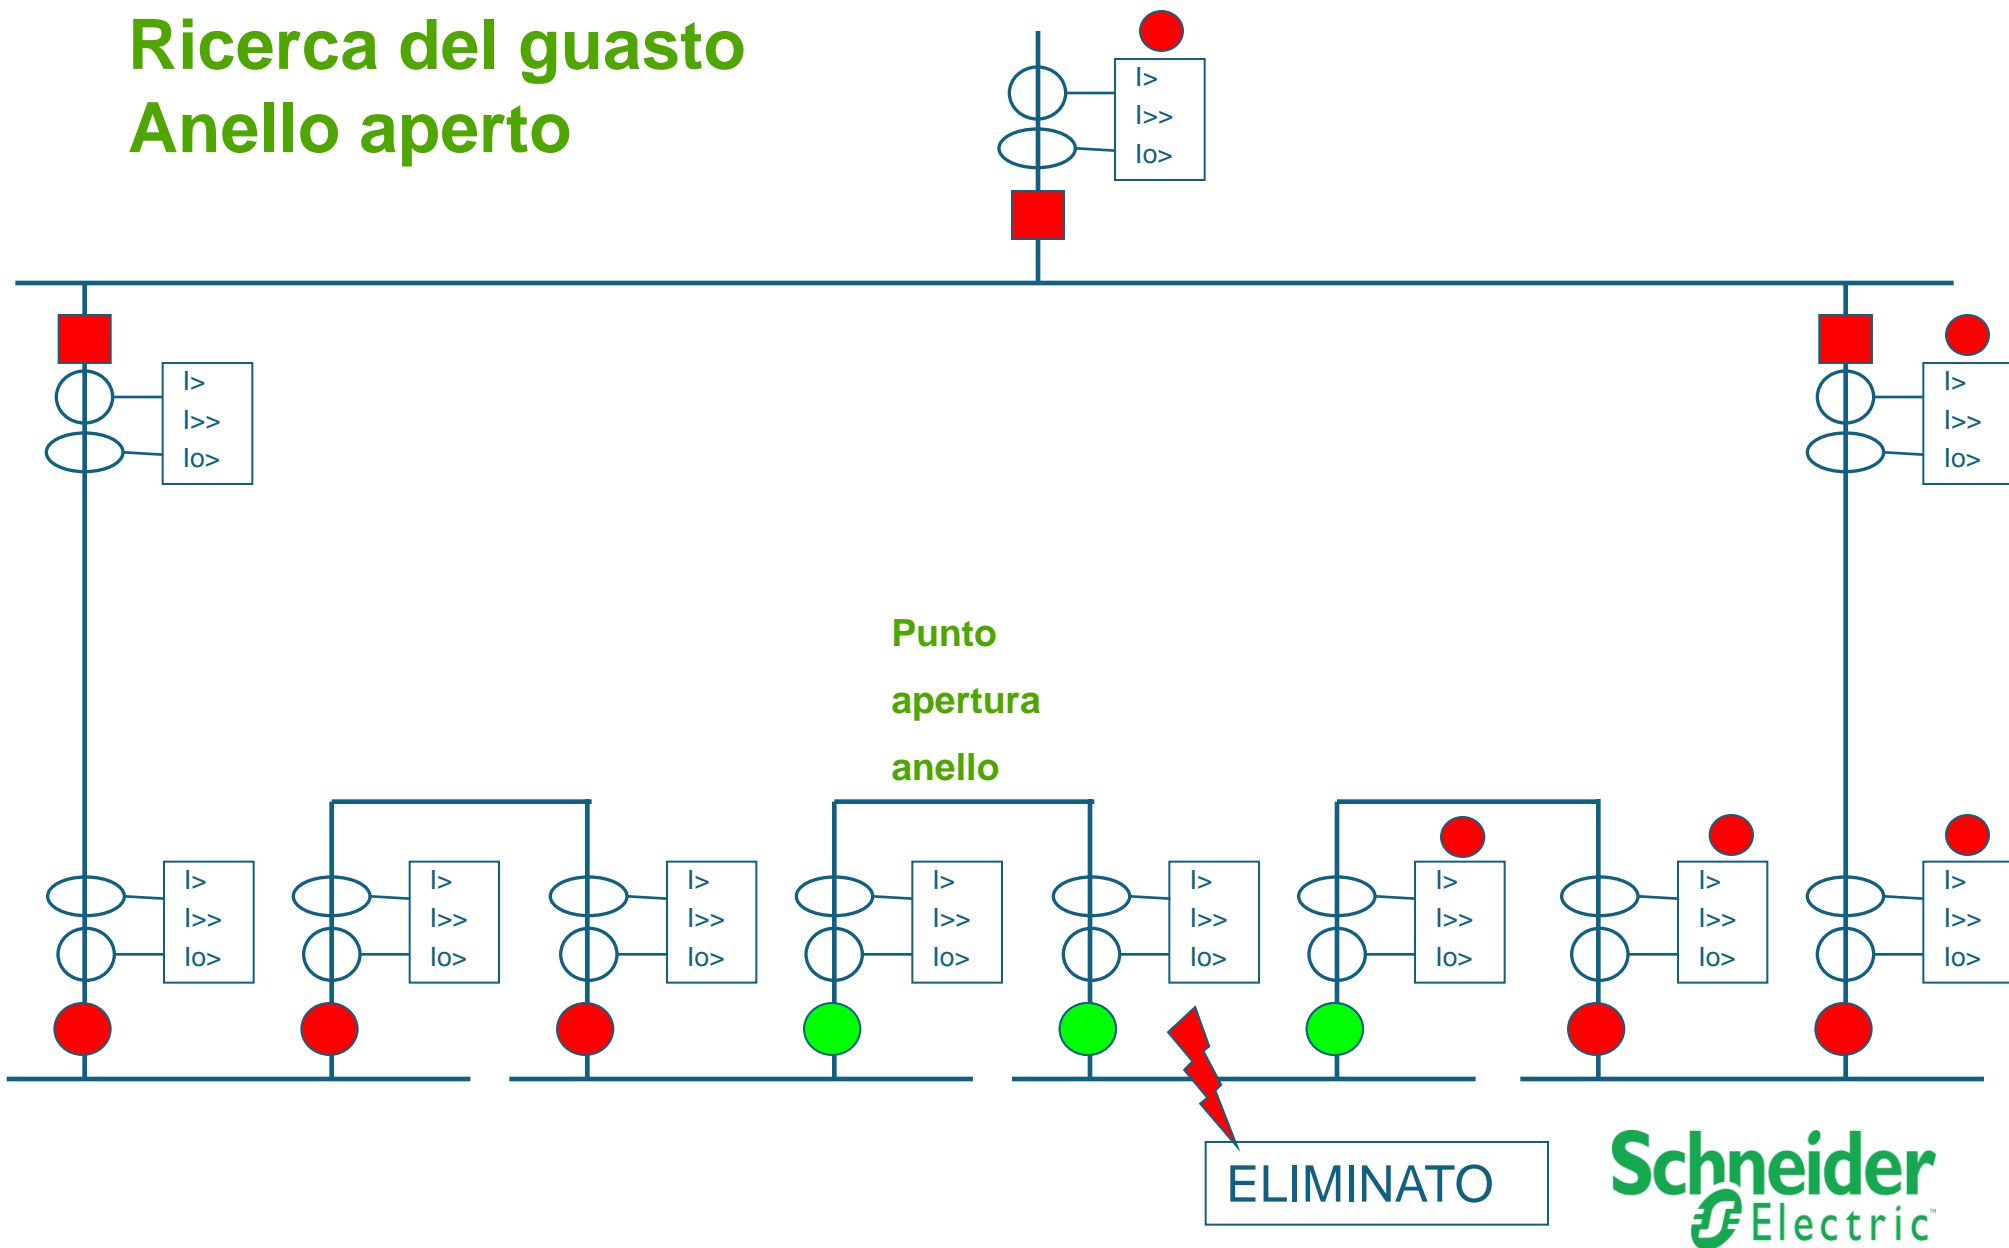 Ricerca del guasto
Anello aperto
I>
I>>
Io>
I>
I>>
Io>
I>
I>>
Io>
Punto
apertura
anello
I>
I>>
Io>
I>
I>>
Io>
I>
I>>
Io>
I>
I>>
Io>
I>
I>>
Io>
I>
I>>
Io>
I>
I>>
Io>
I>
I>>
Io>
ELIMINATO
Schneider
Electric™